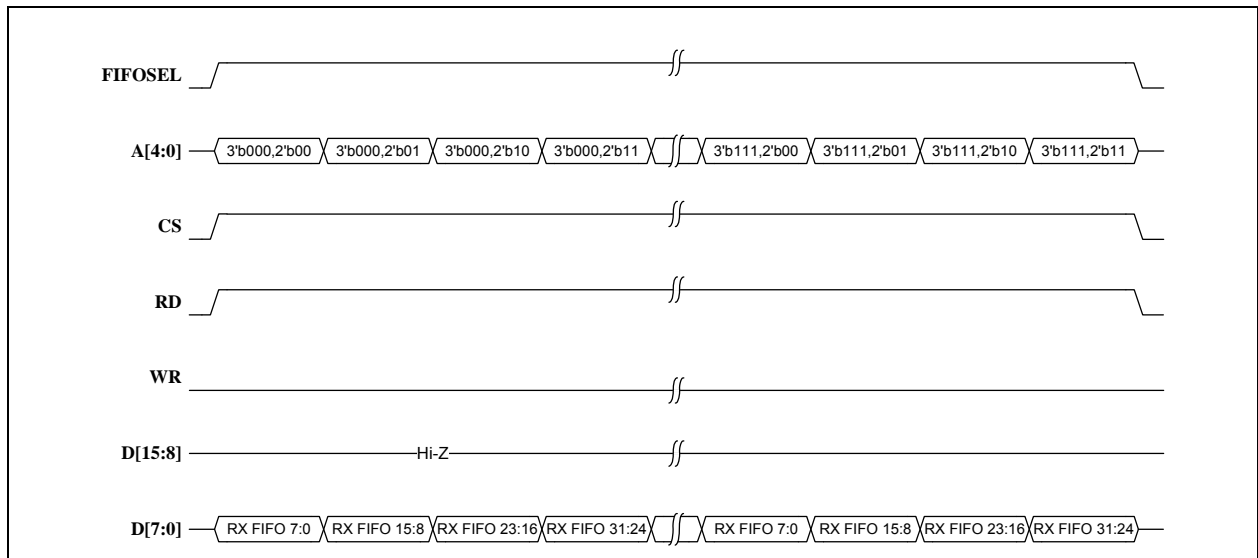 FIFOSEL
A[4:0] 3'b000,2'b00 3'b000,2'b01 3'b000,2'b10 3'b000,2'b11 3'b111,2'b00 3'b111,2'b01 3'b111,2'b10 3'b111,2'b11
CS
RD
WR
D[15:8] Hi-Z
D[7:0] RX FIFO 7:0 RX FIFO 15:8 RX FIFO 23:16 RX FIFO 31:24 RX FIFO 7:0 RX FIFO 15:8 RX FIFO 23:16 RX FIFO 31:24